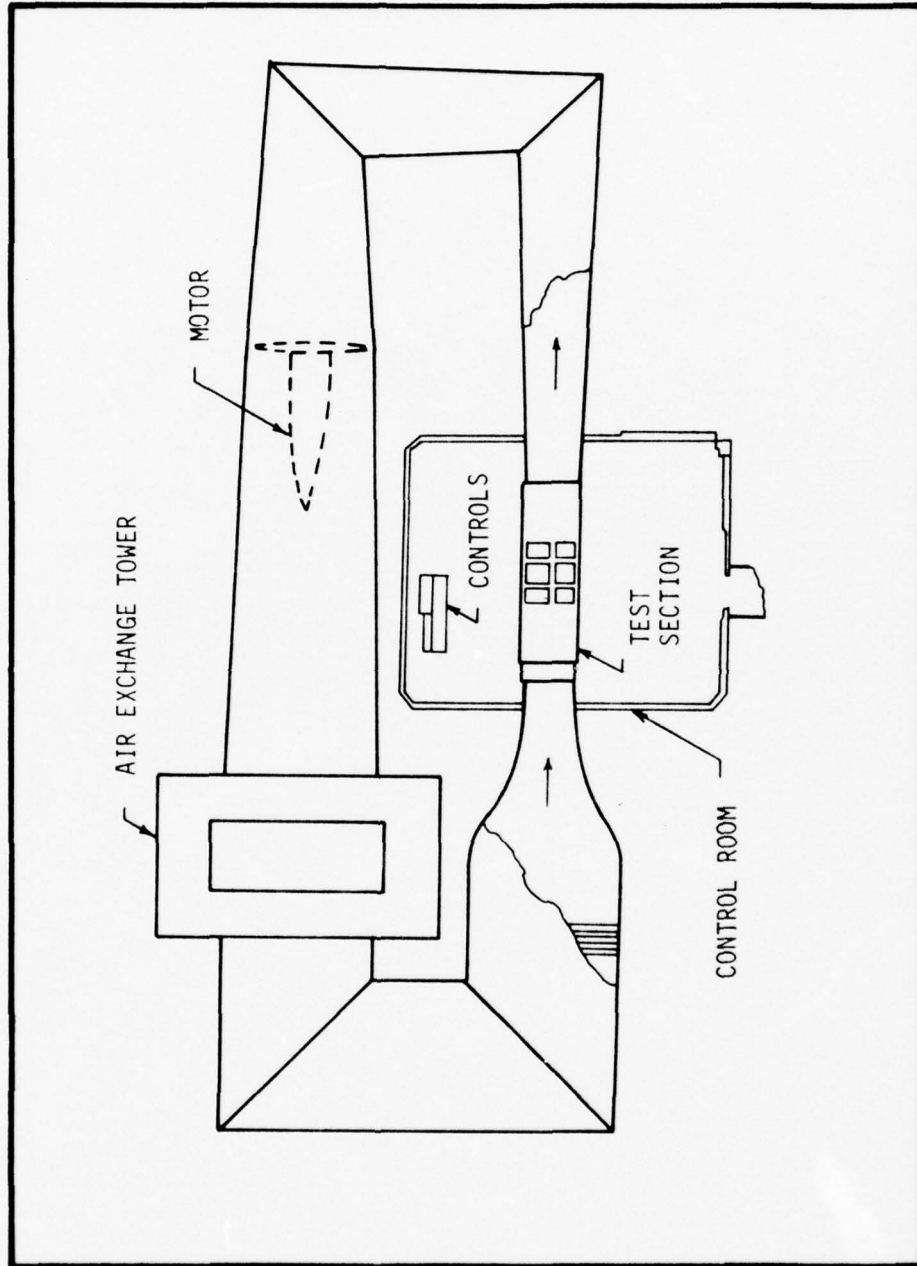 AIR EXCHANGE TOWER
MOTOR
CONTROLS
TEST
SECTION
CONTROL ROOM